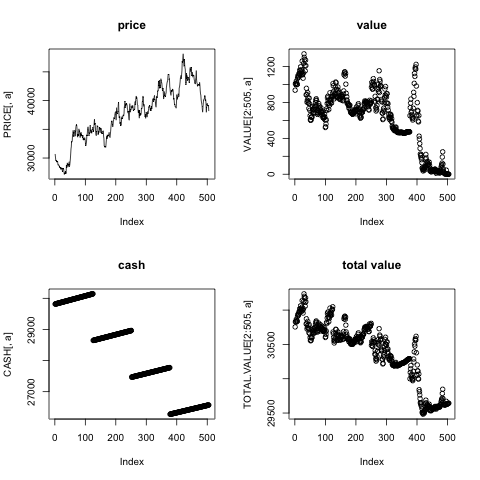 price
PRICE[, a]
30000 40000
0 100 200 300 400 500
Index
value
VALUE[2:505, a]
0 400 800 1200
0 100 200 300 400 500
Index
cash
CASH[, a]
27000 29000
0 100 200 300 400 500
Index
total value
TOTAL.VALUE[2:505, a]
29500 30500
0 100 200 300 400 500
Index